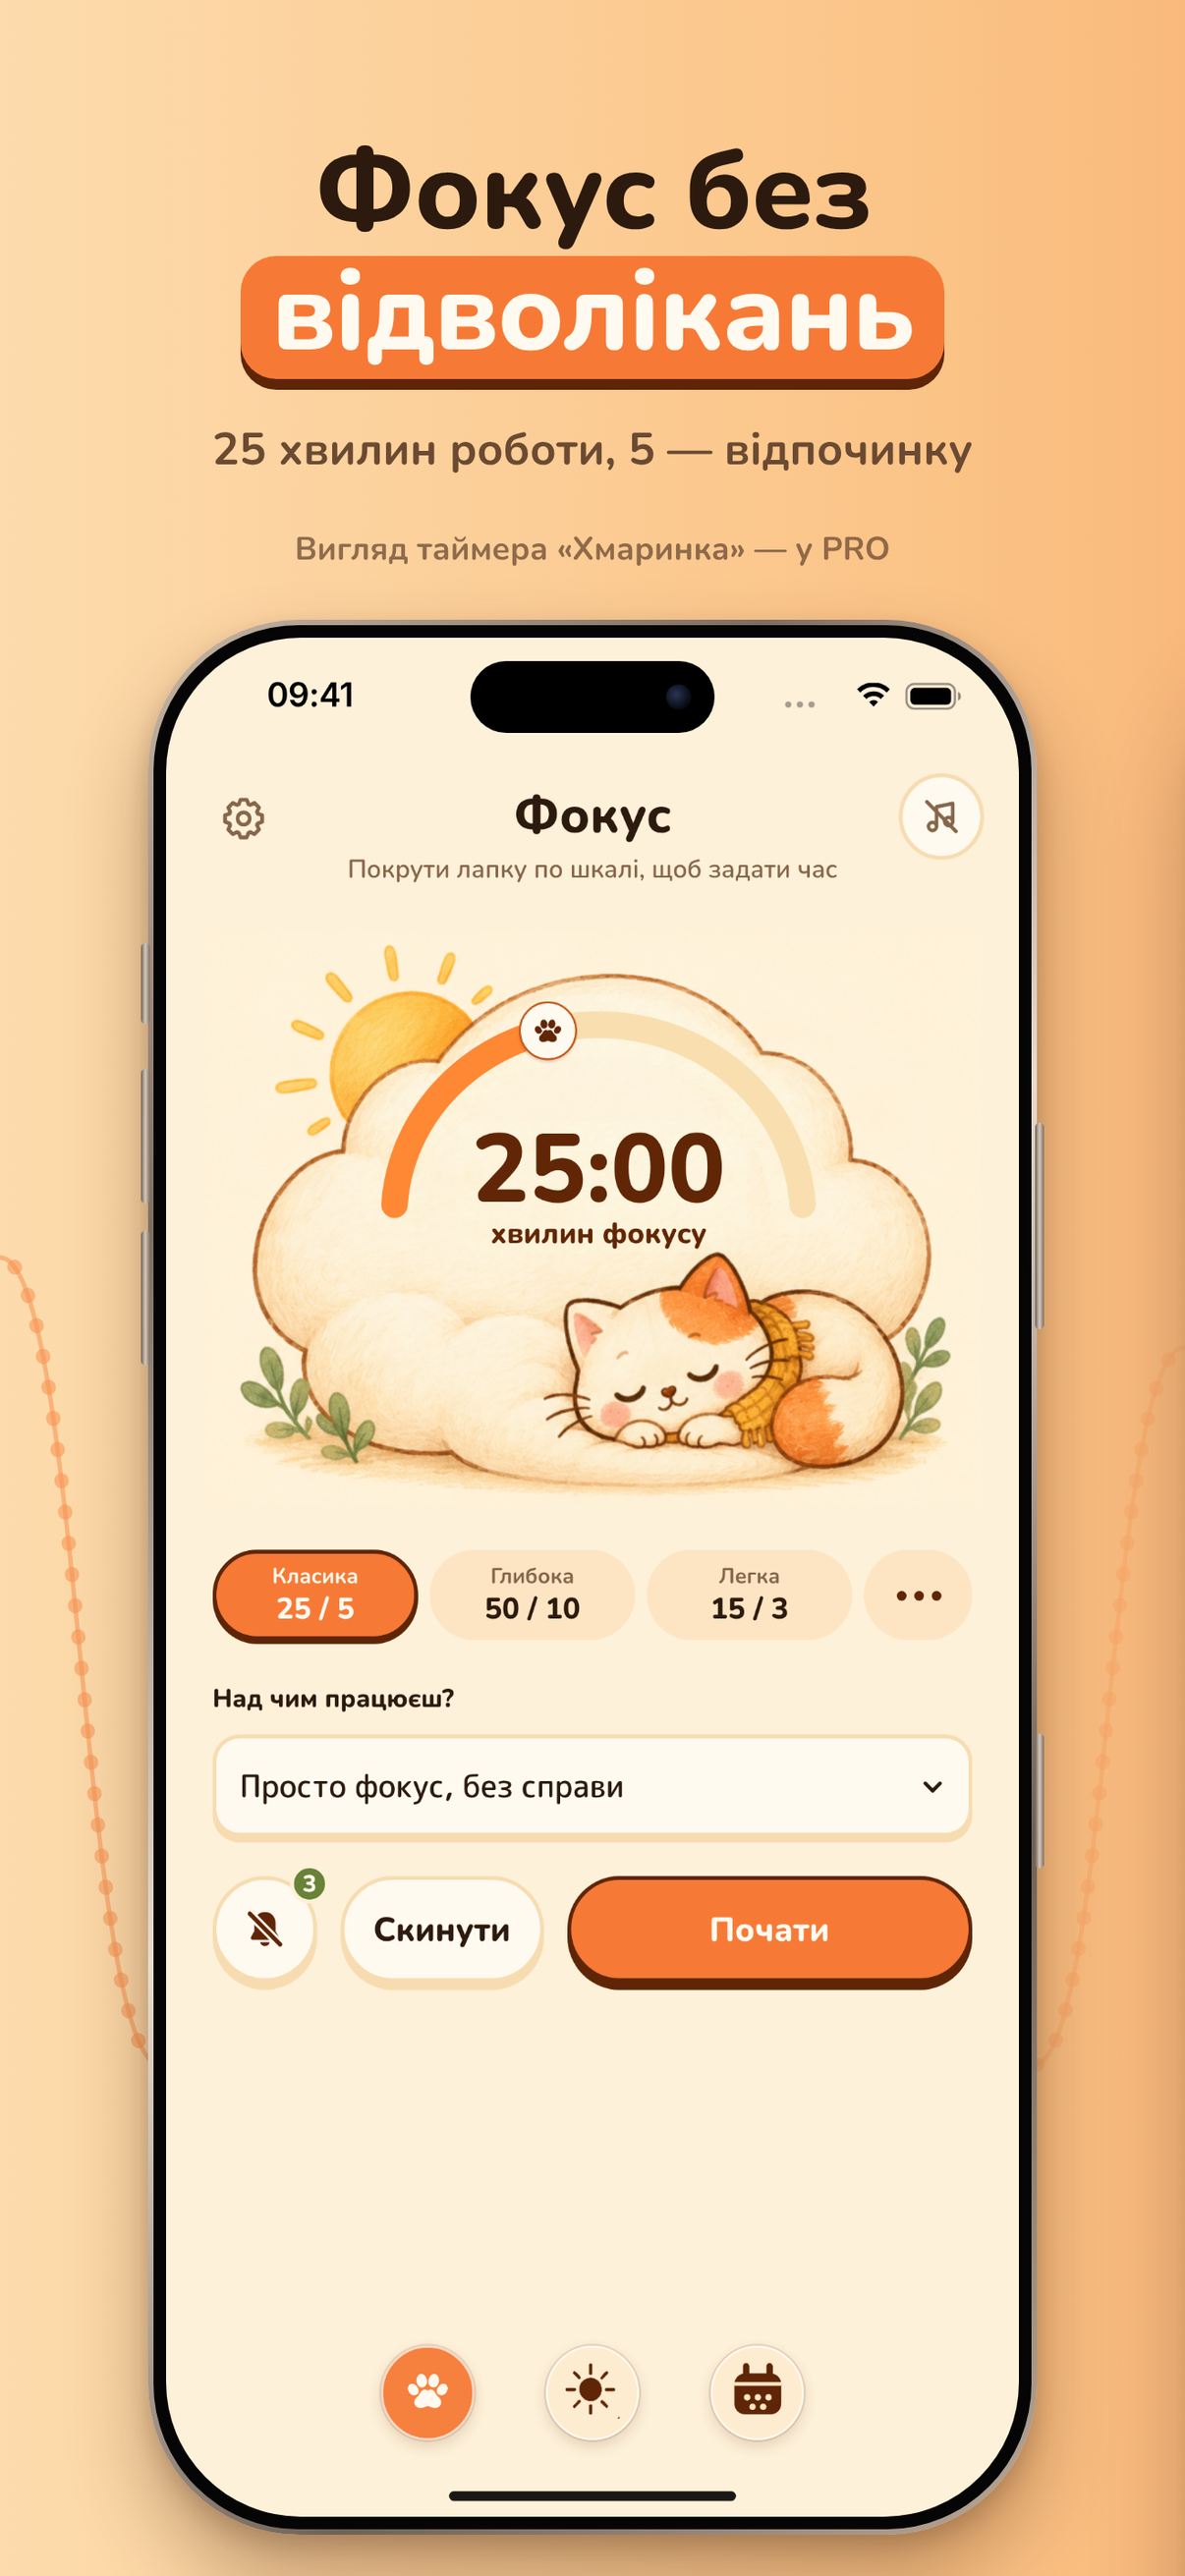 Фокус без
відволікань
25 хвилин роботи, 5 — відпочинку
Вигляд таймера «Хмаринка» — у PRO
09:41
Фокус
Покрути лапку по шкалі, щоб задати час
25:00
хвилин фокусу
Класика
25 / 5
Глибока
50 / 10
Легка
15 / 3
Над чим працюєш?
Просто фокус, без справи
3
Скинути
Почати